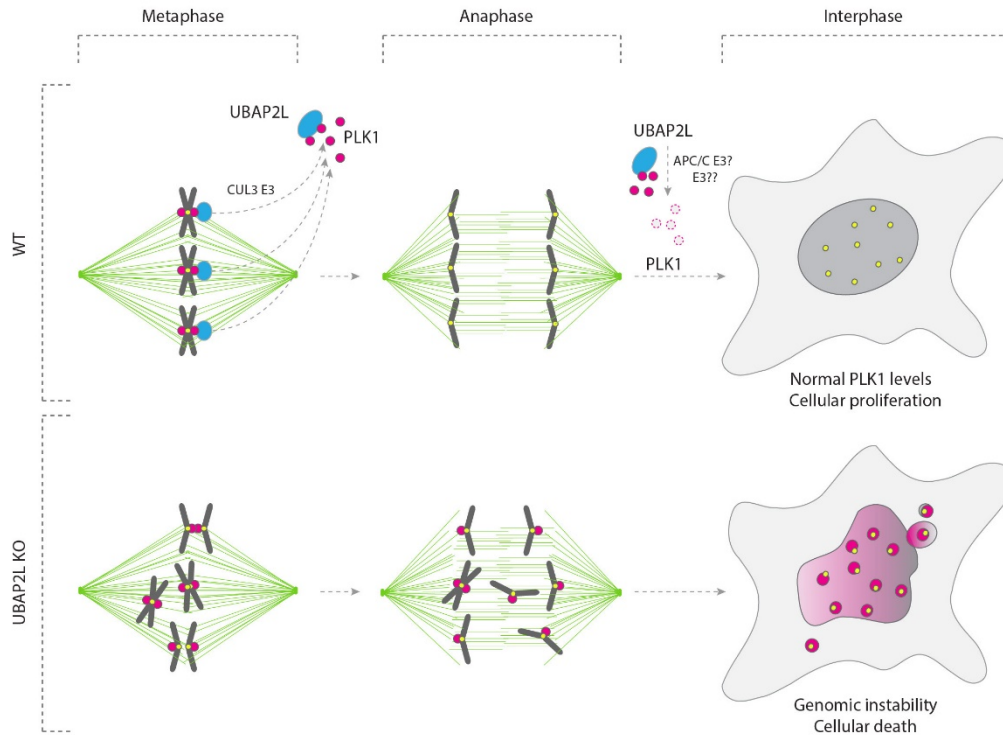 Metaphase
Anaphase
Interphase
WT
UBAP2L
PLK1
CUL3 E3
UBAP2L
APC/C E3?
E3??
PLK1
Normal PLK1 levels
Cellular proliferation
UBAP2L KO
Genomic instability
Cellular death